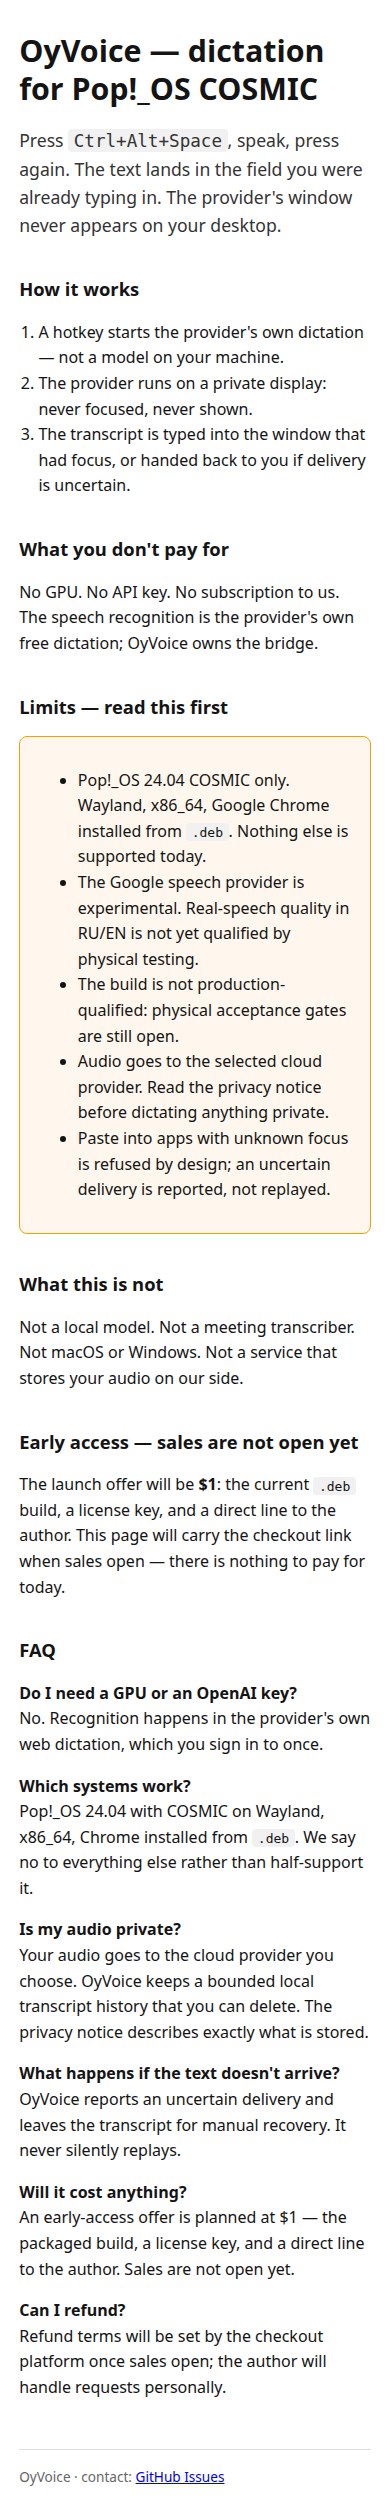 OyVoice — dictation
for Pop!_OS COSMIC
Press Ctrl+Alt+Space, speak, press
again. The text lands in the field you were
already typing in. The provider's window
never appears on your desktop.
How it works
1. A hotkey starts the provider's own dictation
— not a model on your machine.
2. The provider runs on a private display:
never focused, never shown.
3. The transcript is typed into the window that
had focus, or handed back to you if delivery
is uncertain.
What you don't pay for
No GPU. No API key. No subscription to us.
The speech recognition is the provider's own
free dictation; OyVoice owns the bridge.
Limits — read this first
• Pop!_OS 24.04 COSMIC only.
Wayland, x86_64, Google Chrome
installed from .deb. Nothing else is
supported today.
• The Google speech provider is
experimental. Real-speech quality in
RU/EN is not yet qualified by
physical testing.
• The build is not production-
qualified: physical acceptance gates
are still open.
• Audio goes to the selected cloud
provider. Read the privacy notice
before dictating anything private.
• Paste into apps with unknown focus
is refused by design; an uncertain
delivery is reported, not replayed.
What this is not
Not a local model. Not a meeting transcriber.
Not macOS or Windows. Not a service that
stores your audio on our side.
Early access — sales are not open yet
The launch offer will be $1: the current .deb
build, a license key, and a direct line to the
author. This page will carry the checkout link
when sales open — there is nothing to pay for
today.
FAQ
Do I need a GPU or an OpenAI key?
No. Recognition happens in the provider's own
web dictation, which you sign in to once.
Which systems work?
Pop!_OS 24.04 with COSMIC on Wayland,
x86_64, Chrome installed from .deb. We say
no to everything else rather than half-support
it.
Is my audio private?
Your audio goes to the cloud provider you
choose. OyVoice keeps a bounded local
transcript history that you can delete. The
privacy notice describes exactly what is stored.
What happens if the text doesn't arrive?
OyVoice reports an uncertain delivery and
leaves the transcript for manual recovery. It
never silently replays.
Will it cost anything?
An early-access offer is planned at $1 — the
packaged build, a license key, and a direct line
to the author. Sales are not open yet.
Can I refund?
Refund terms will be set by the checkout
platform once sales open; the author will
handle requests personally.
OyVoice · contact: GitHub Issues